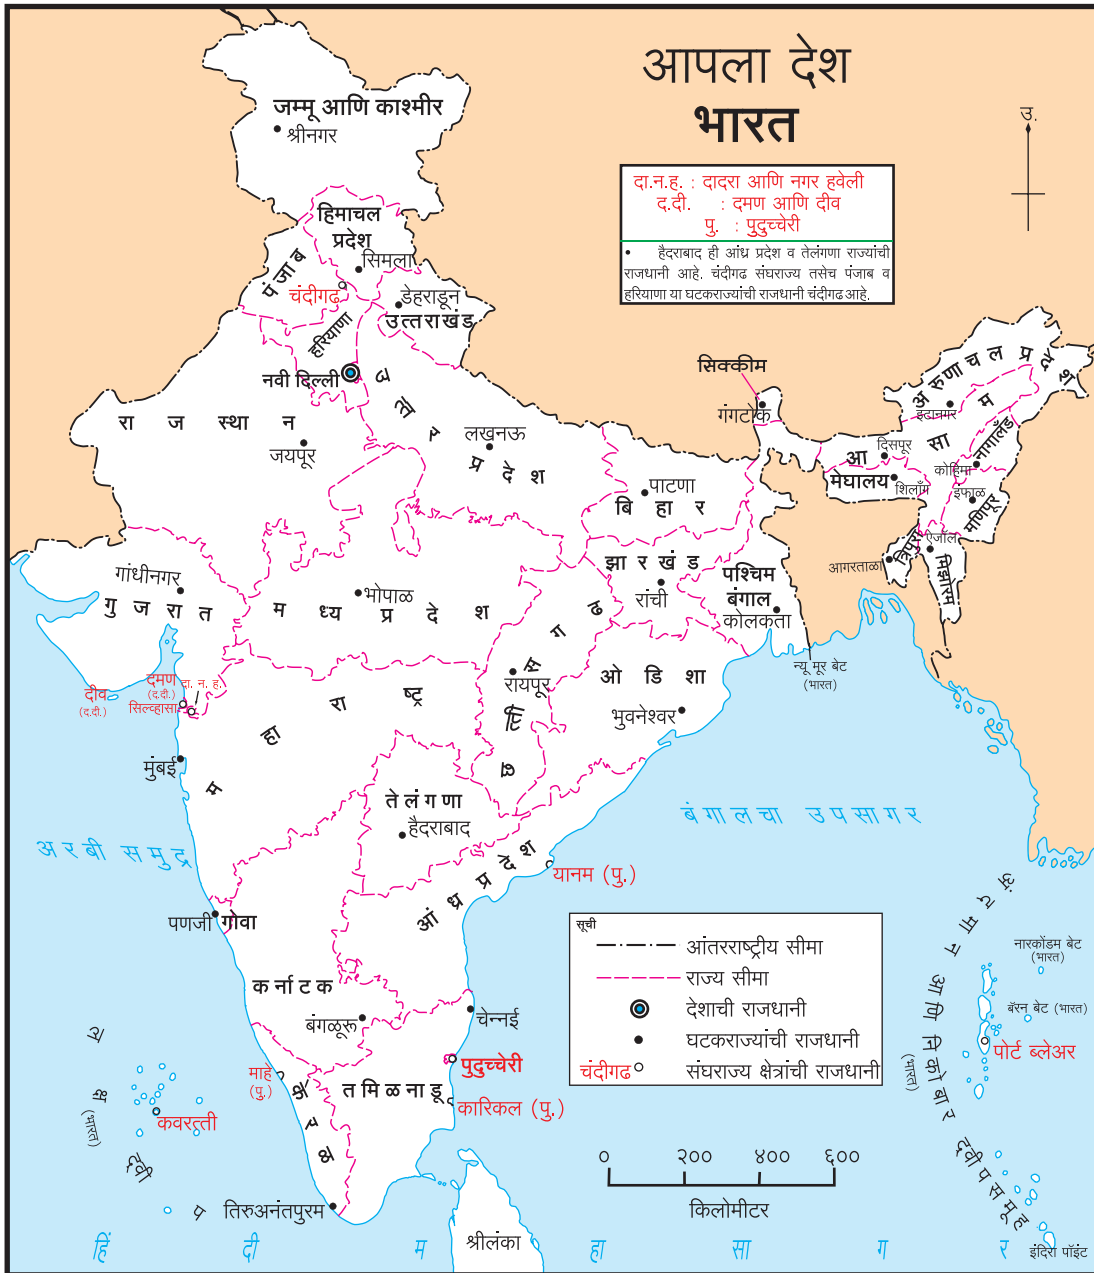 आपला देश
भारत
उ.
दा.न.ह. : दादरा आणि नगर हवेली
द.दी. : दमण आणि दीव
पु. : पुदुच्चेरी
• हैदराबाद ही आंध्र प्रदेश व तेलंगणा राज्यांची
राजधानी आहे. चंदीगढ संघराज्य तसेच पंजाब व
हरियाणा या घटकराज्यांची राजधानी चंदीगढ आहे.
जम्मू आणि काश्मीर
श्रीनगर
हिमाचल
प्रदेश
सिमला
पंजाब
चंदीगढ
डेहराडून
उत्तराखंड
हरियाणा
नवी दिल्ली
राजस्थान
जयपूर
उत्तर
प्रदेश
लखनऊ
सिक्कीम
गंगटोक
अरुणाचल प्रदेश
इटानगर
आसाम
दिसपूर
नागालँड
कोहिमा
मेघालय
शिलाँग
इंफाळ
मणिपूर
त्रिपुरा
आगरताळा
ऐजॉल
मिझोरम
पाटणा
बिहार
झारखंड
रांची
पश्चिम
बंगाल
कोलकता
न्यू मूर बेट
(भारत)
गांधीनगर
गुजरात
भोपाळ
मध्य प्रदेश
छत्तीसगढ
रायपूर
ओडिशा
भुवनेश्वर
दीव
(द.दी.)
दमण
(द.दी.)
दा. न. ह.
सिल्व्हासा
महाराष्ट्र
मुंबई
तेलंगणा
हैदराबाद
आंध्र प्रदेश
यानम (पु.)
बंगालचा उपसागर
अरबी समुद्र
पणजी
गोवा
कर्नाटक
बंगळूरू
चेन्नई
पुदुच्चेरी
तमिळनाडू
कारिकल (पु.)
माहे
(पु.)
केरळ
तिरुअनंतपुरम
श्रीलंका
लक्षद्वीप
(भारत)
कवरत्ती
सूची
आंतरराष्ट्रीय सीमा
राज्य सीमा
देशाची राजधानी
घटकराज्यांची राजधानी
चंदीगढ संघराज्य क्षेत्रांची राजधानी
० २०० ४०० ६००
किलोमीटर
अंदमान आणि निकोबार द्वीपसमूह
(भारत)
नारकोंडम बेट
(भारत)
बॅरन बेट (भारत)
पोर्ट ब्लेअर
इंदिरा पॉइंट
हिंदी महासागर